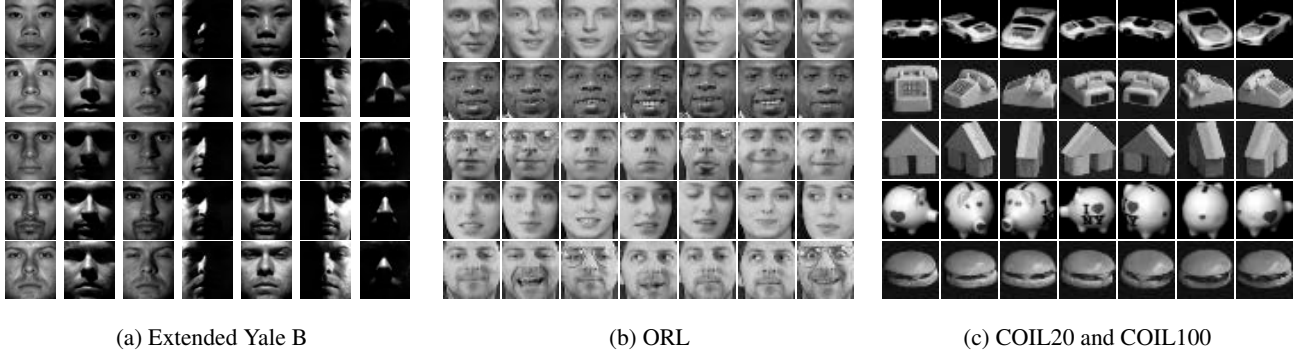 I ♥
NY
(a) Extended Yale B
(b) ORL
(c) COIL20 and COIL100